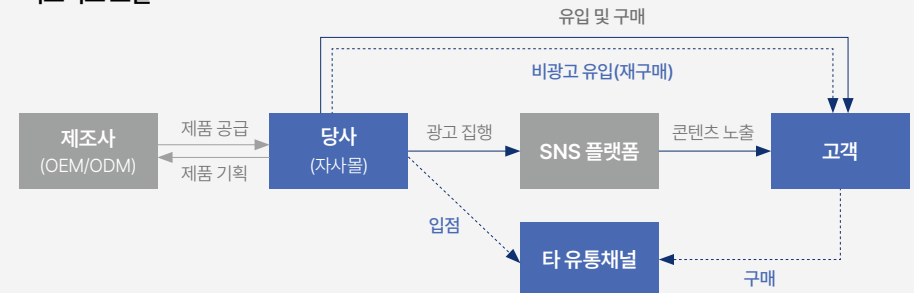 유입 및 구매
비광고 유입(재구매)
제조사
(OEM/ODM)
제품 공급
제품 기획
당사
(자사몰)
광고 집행
SNS 플랫폼
콘텐츠 노출
고객
입점
타 유통채널
구매